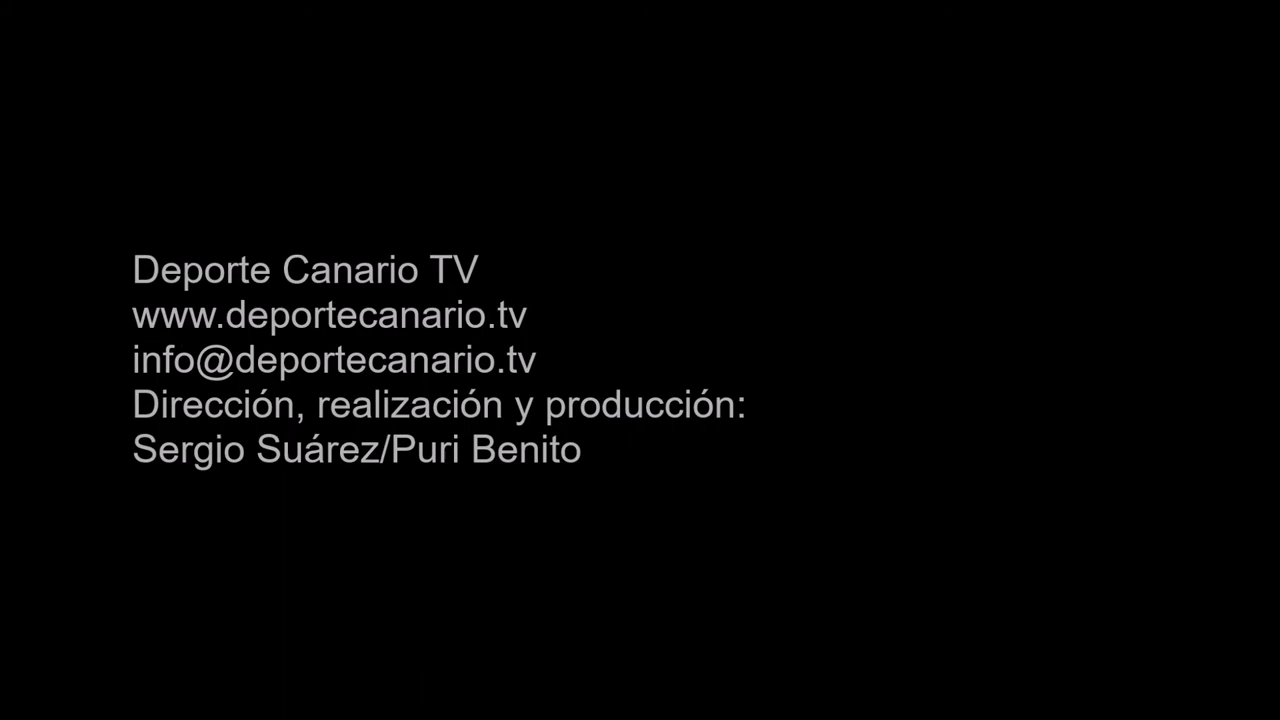 Deporte Canario TV
www.deportecanario.tv
info@deportecanario.tv
Dirección, realización y producción:
Sergio Suárez/Puri Benito